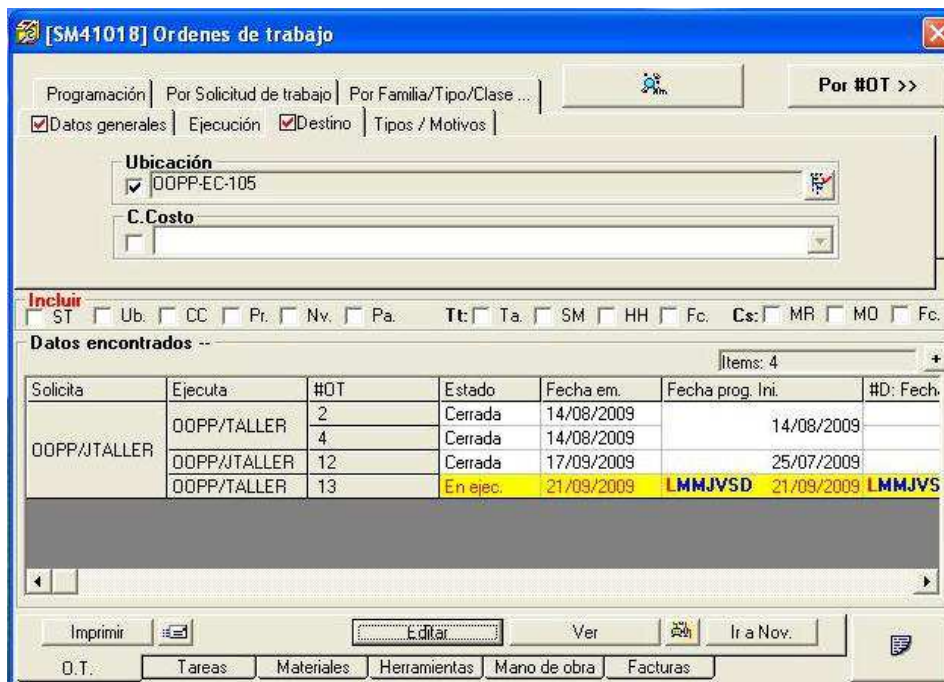 [SM41018] Ordenes de trabajo
Programación Por Solicitud de trabajo Por Familia/Tipo/Clase ... Por #OT >>
Datos generales Ejecución Destino Tipos / Motivos
Ubicación
OOPP-EC-105
C.Costo
Incluir
ST Ub. CC Pr. Nv. Pa. Tt: Ta. SM HH Fc. Cs: MR MO Fc.
Datos encontrados --
Items: 4 +
Solicita Ejecuta #OT Estado Fecha em. Fecha prog. Ini. #D: Fech
OOPP/JTALLER OOPP/TALLER 2 Cerrada 14/08/2009 14/08/2009
4 Cerrada 14/08/2009
OOPP/JTALLER 12 Cerrada 17/09/2009 25/07/2009
OOPP/TALLER 13 En ejec. 21/09/2009 LMMJVSD 21/09/2009 LMMJVS
Imprimir Editar Ver Ir a Nov.
O.T. Tareas Materiales Herramientas Mano de obra Facturas